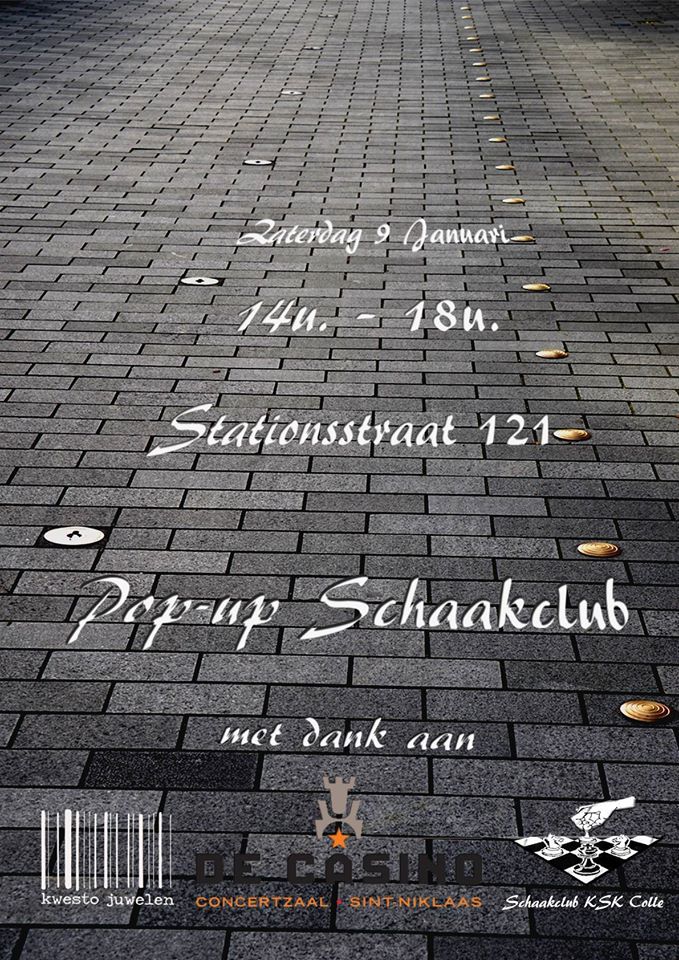 Zaterdag 9 Januari
14u. - 18u.
Stationsstraat 121
Pop-up Schaakclub
met dank aan
kwesto juwelen
DE CASINO
CONCERTZAAL • SINT-NIKLAAS
Schaakclub KSK Colle